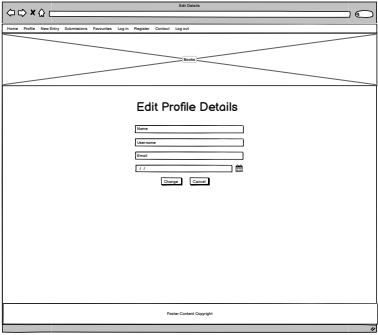 Edit Details
Home Profile New Entry Submissions Favourites Log in Register Contact Log out
Books
Edit Profile Details
Name
Username
Email
/ /
Change Cancel
Footer Content Copyright